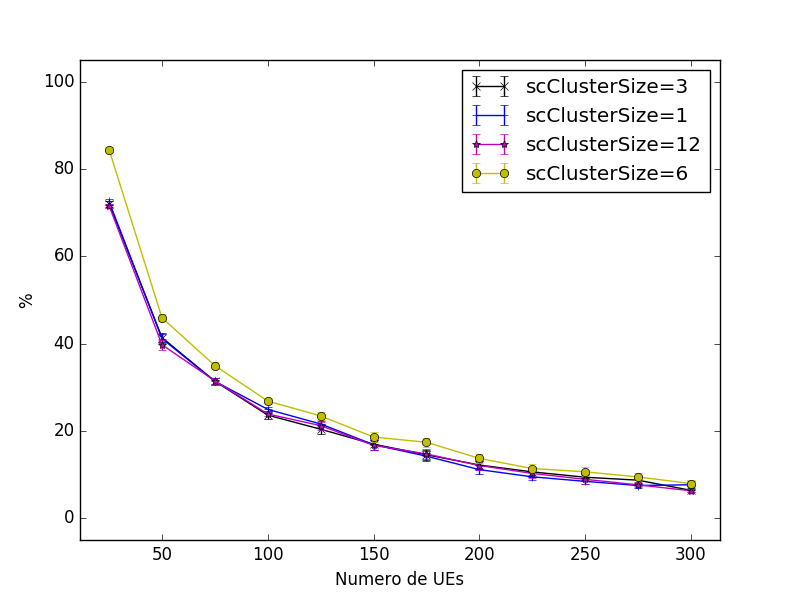 scClusterSize=3
scClusterSize=1
scClusterSize=12
scClusterSize=6
100
80
60
40
20
0
%
50 100 150 200 250 300
Numero de UEs